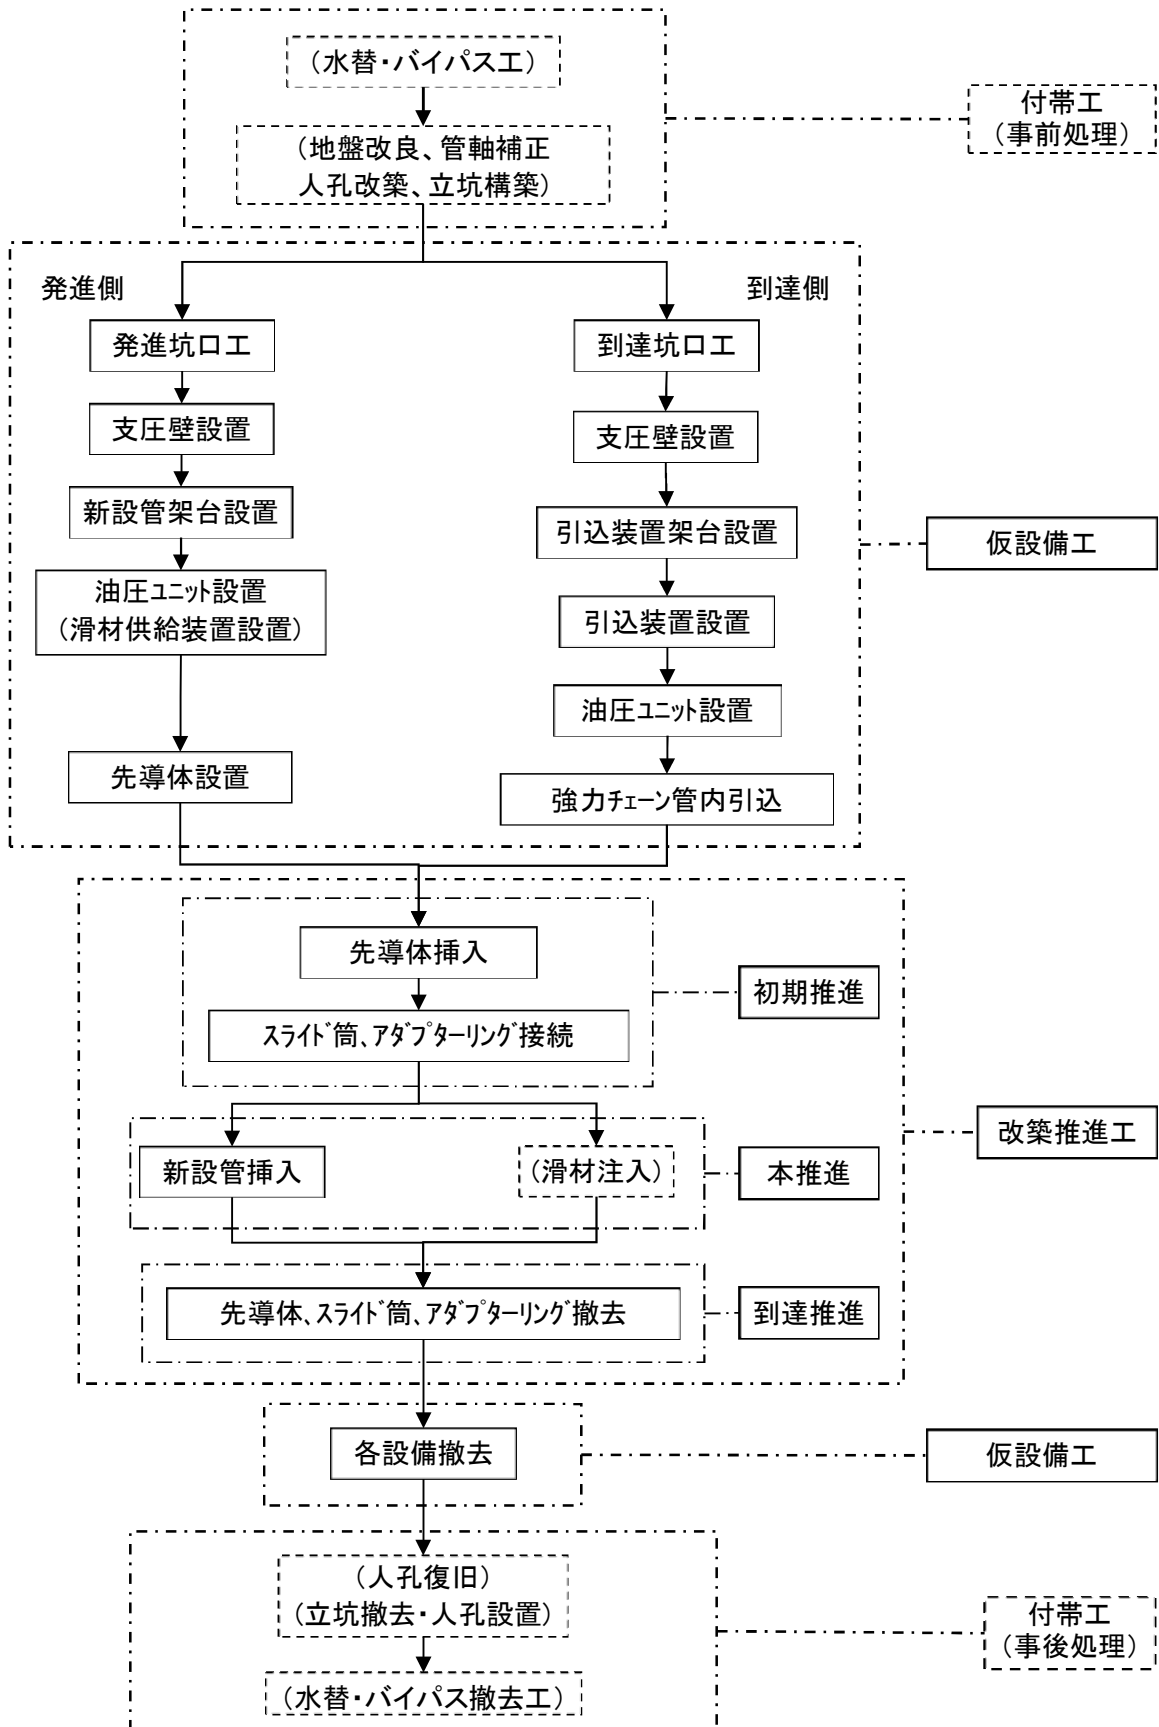 (水替・バイパス工)
付帯工
(事前処理)
(地盤改良、管軸補正
人孔改築、立坑構築)
発進側
到達側
発進坑口工
支圧壁設置
新設管架台設置
油圧ﾕﾆｯﾄ設置
(滑材供給装置設置)
先導体設置
到達坑口工
支圧壁設置
引込装置架台設置
引込装置設置
油圧ﾕﾆｯﾄ設置
強力ﾁｪｰﾝ管内引込
仮設備工
先導体挿入
ｽﾗｲﾄﾞ筒、ｱﾀﾞﾌﾟﾀｰﾘﾝｸﾞ接続
初期推進
新設管挿入
(滑材注入)
本推進
改築推進工
先導体、ｽﾗｲﾄﾞ筒、ｱﾀﾞﾌﾟﾀｰﾘﾝｸﾞ撤去
到達推進
各設備撤去
仮設備工
(人孔復旧)
(立坑撤去・人孔設置)
付帯工
(事後処理)
(水替・バイパス撤去工)